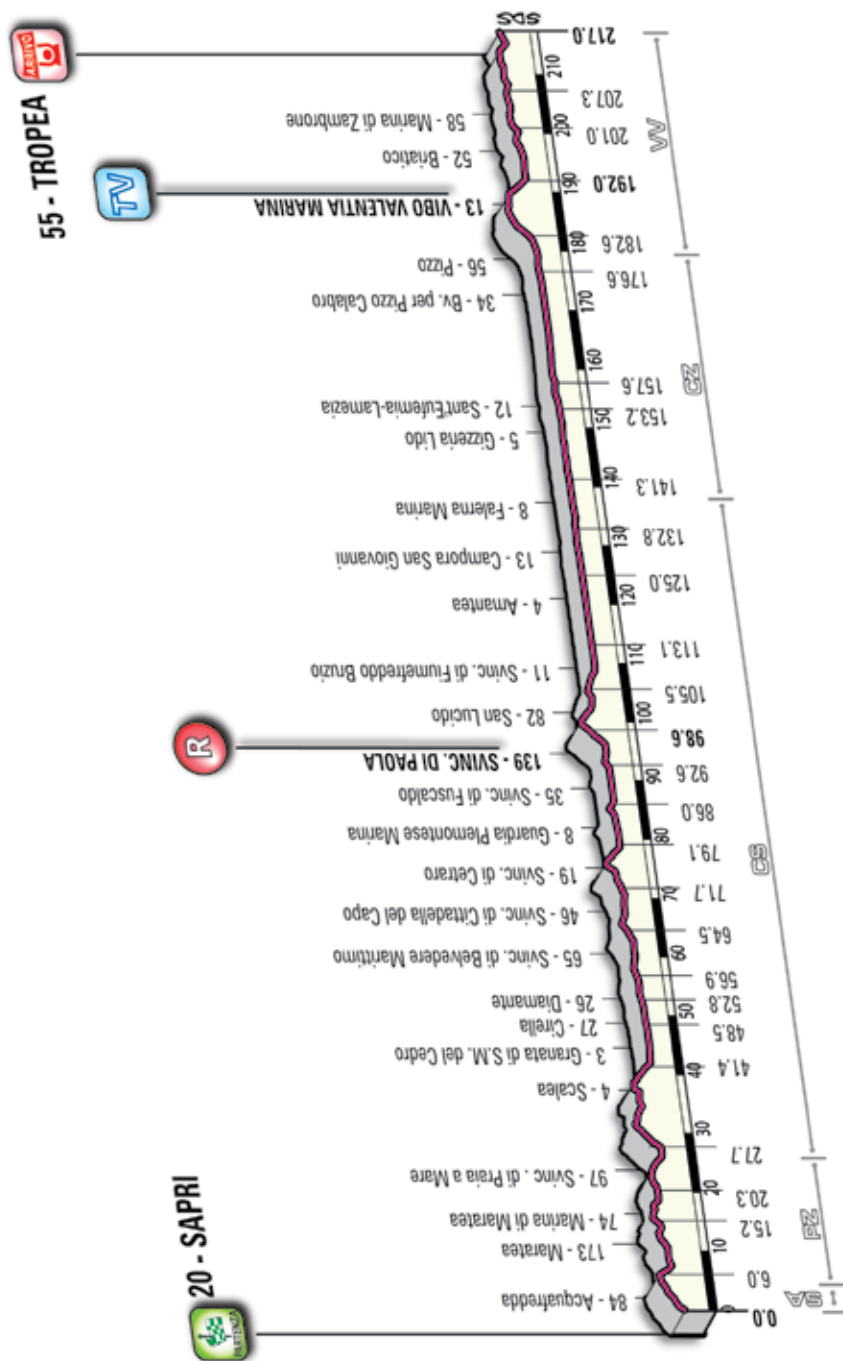 PARTENZA
20 - SAPRI
84 - Acquafredda
173 - Maratea
74 - Marina di Maratea
97 - Svinc. di Praia a Mare
4 - Scalea
3 - Granata di S.M. del Cedro
27 - Cirella
26 - Diamante
65 - Svinc. di Belvedere Marittimo
46 - Svinc. di Cittadella del Capo
19 - Svinc. di Cetraro
8 - Guardia Piemontese Marina
35 - Svinc. di Fuscaldo
139 - SVINC. DI PAOLA
R
82 - San Lucido
11 - Svinc. di Fiumefreddo Bruzio
4 - Amantea
13 - Campora San Giovanni
8 - Falerna Marina
5 - Gizzeria Lido
12 - Sant'Eufemia-Lamezia
34 - Bv. per Pizzo Calabro
56 - Pizzo
13 - VIBO VALENTIA MARINA
TV
52 - Briatico
58 - Marina di Zambrone
55 - TROPEA
ARRIVO
SDS
0
10
20
30
40
50
60
70
80
90
100
110
120
130
140
150
160
170
180
190
200
210
0.0
6.0
15.2
20.3
27.7
41.4
48.5
52.8
56.9
64.5
71.7
79.1
86.0
92.6
98.6
105.5
113.1
125.0
132.8
141.3
153.2
157.6
176.6
182.6
192.0
201.0
207.3
217.0
SA
PZ
CS
CZ
VV